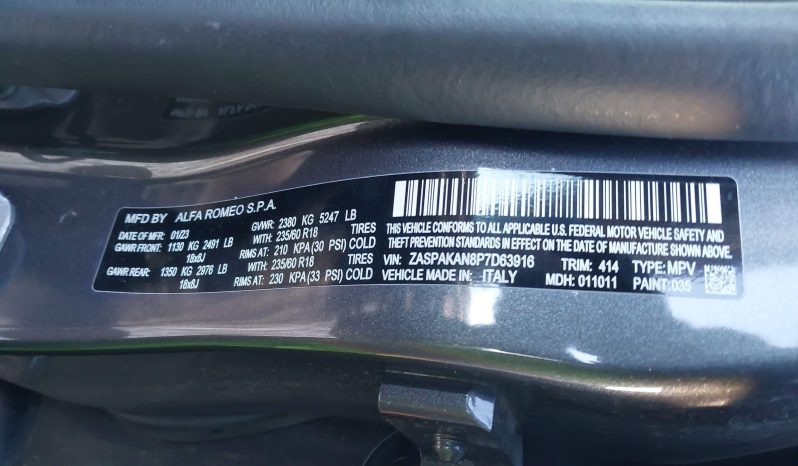 MFD BY ALFA ROMEO S.P.A.
DATE OF MFD: 01/23 GVWR: 2380 KG 5247 LB
GAWR FRONT: 1130 KG 2491 LB WITH: 235/60 R18 TIRES
18x8J RIMS AT: 210 KPA(30 PSI) COLD
GAWR REAR: 1350 KG 2976 LB WITH: 235/60 R18 TIRES
18x8J RIMS AT: 230 KPA(33 PSI) COLD
THIS VEHICLE CONFORMS TO ALL APPLICABLE U.S. FEDERAL MOTOR VEHICLE SAFETY,
BUMPER AND THEFT PREVENTION STANDARDS IN EFFECT ON THE DATE OF MANUFACTURE SHOWN ABOVE.
VIN: ZASPAKAN8P7D63916 TRIM: 414 TYPE: MPV
VEHICLE MADE IN: ITALY MDH: 011011 PAINT: 035